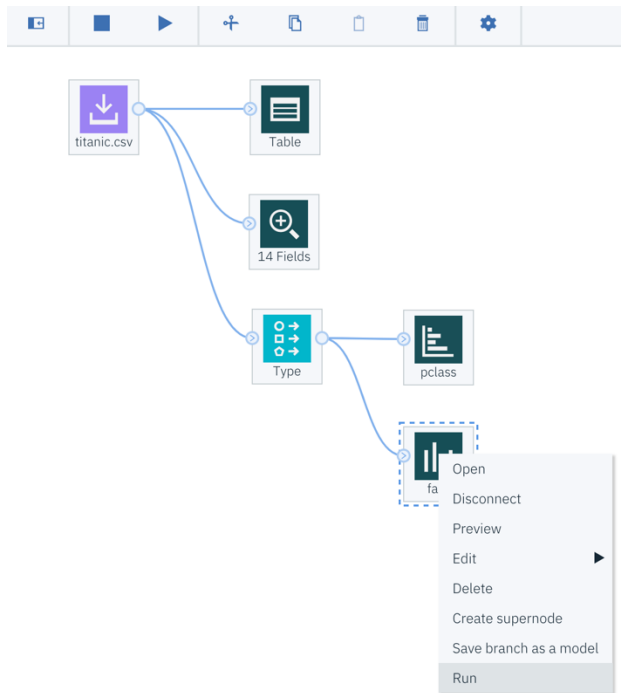 titanic.csv
Table
14 Fields
Type
pclass
fa
Open
Disconnect
Preview
Edit
Delete
Create supernode
Save branch as a model
Run